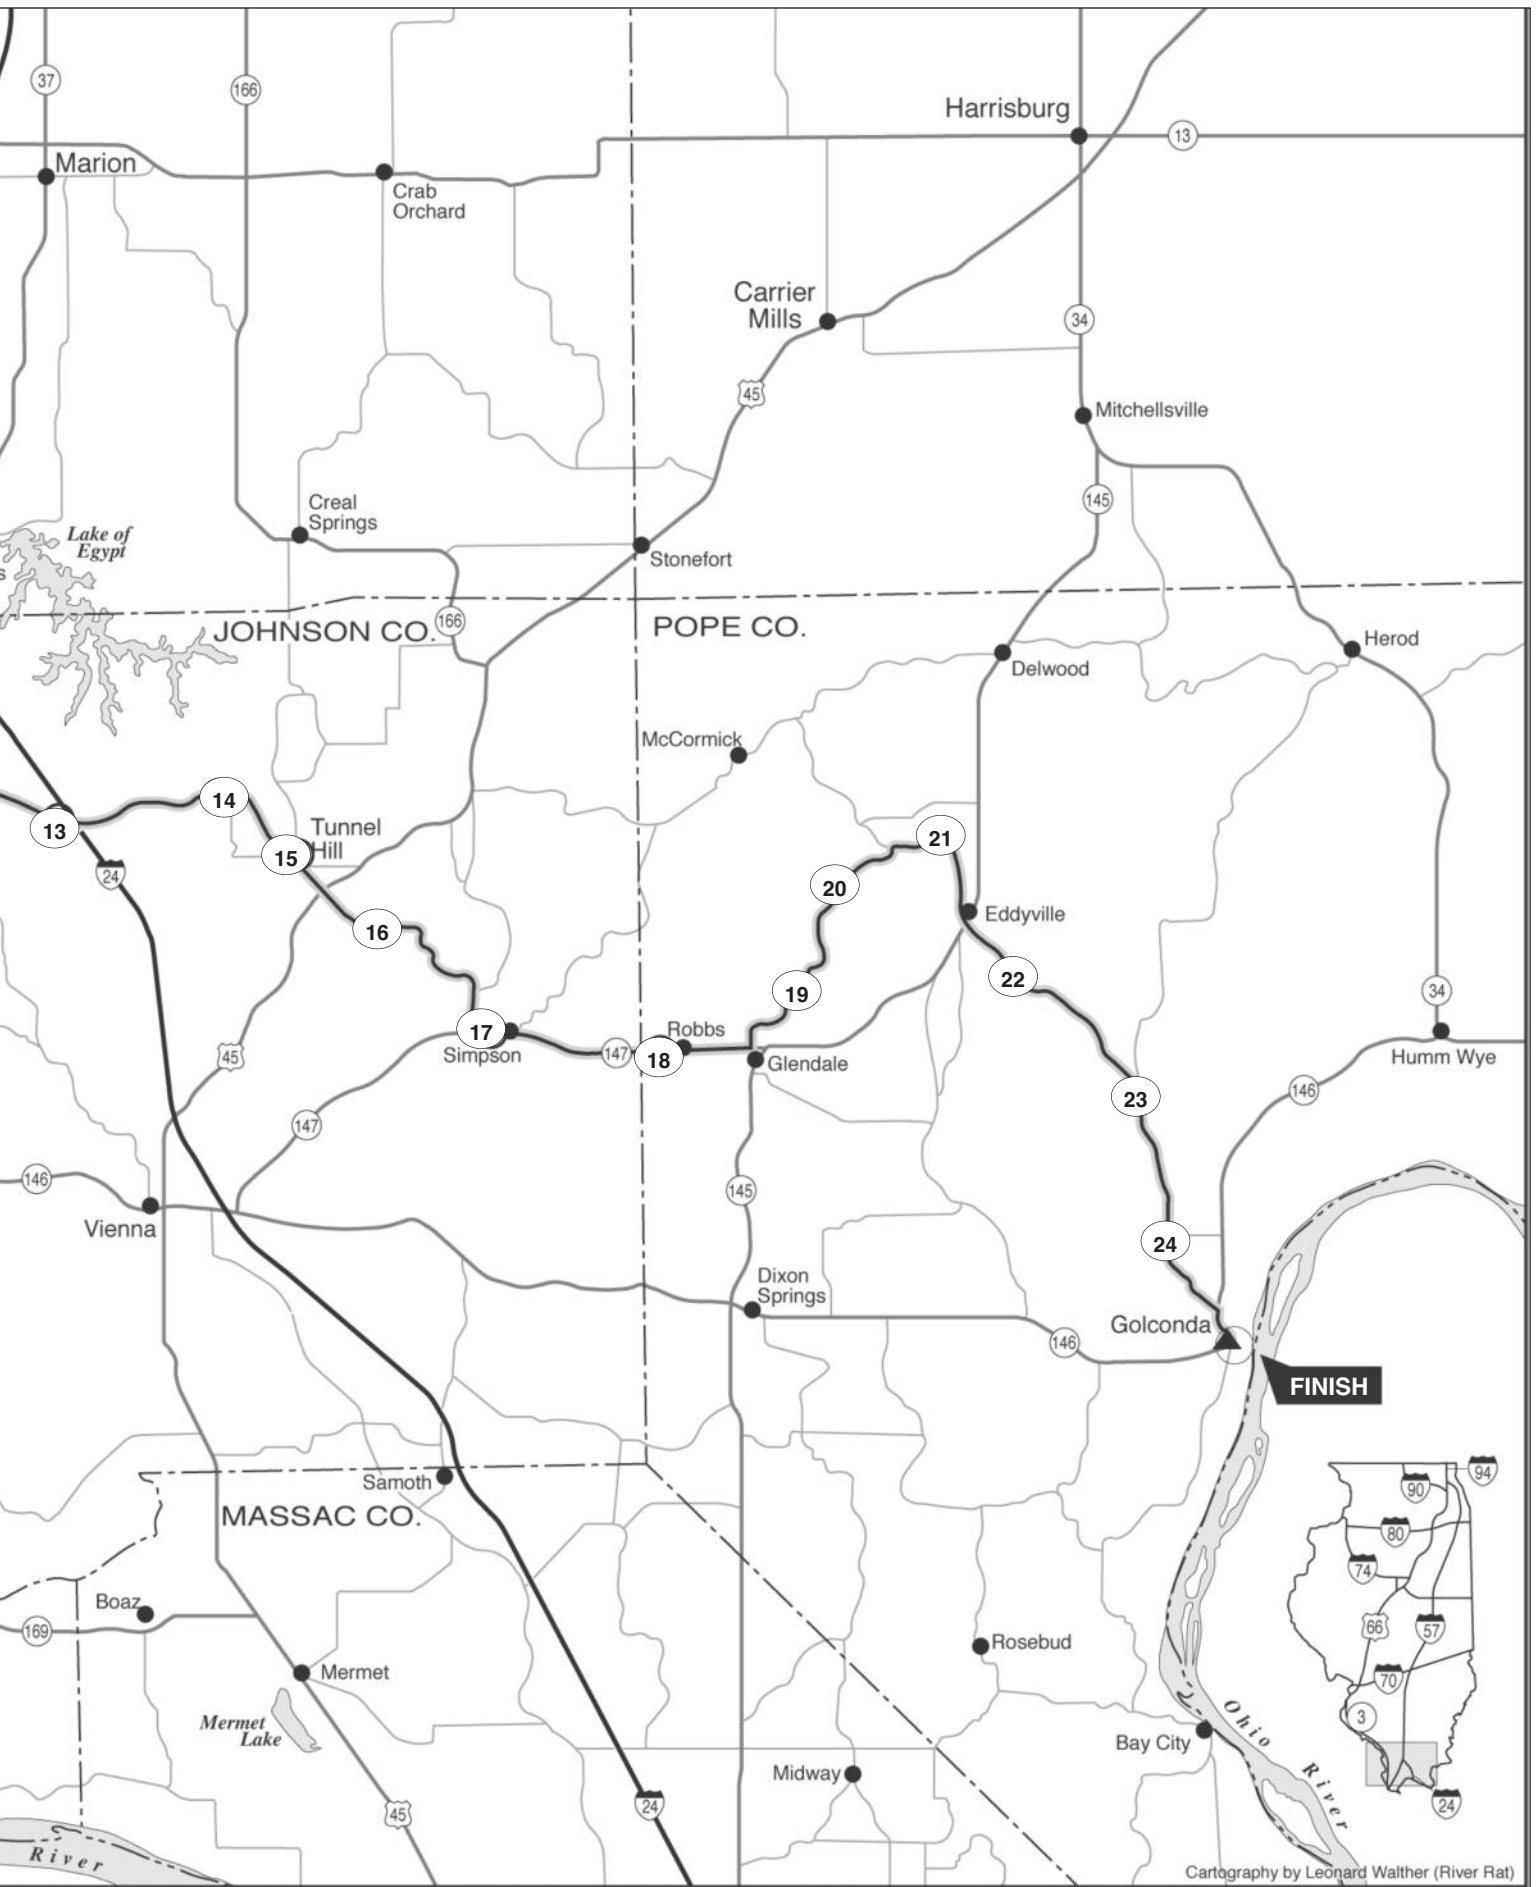 37
166
Harrisburg
13
Marion
Crab
Orchard
Carrier
Mills
34
45
Mitchellsville
145
Creal
Springs
Lake of
Egypt
Stonefort
s
JOHNSON CO.
166
POPE CO.
Herod
Delwood
McCormick
14
13
Tunnel
Hill
15
21
24
20
Eddyville
16
22
19
34
17
Simpson
147
18
Robbs
Glendale
Humm Wye
45
146
23
147
146
145
Vienna
24
Dixon
Springs
Golconda
146
FINISH
Samoth
MASSAC CO.
94
90
80
74
66
57
70
3
24
Boaz
169
Rosebud
Mermet
Mermet
Lake
Ohio River
Bay City
Midway
45
24
River
Cartography by Leonard Walther (River Rat)